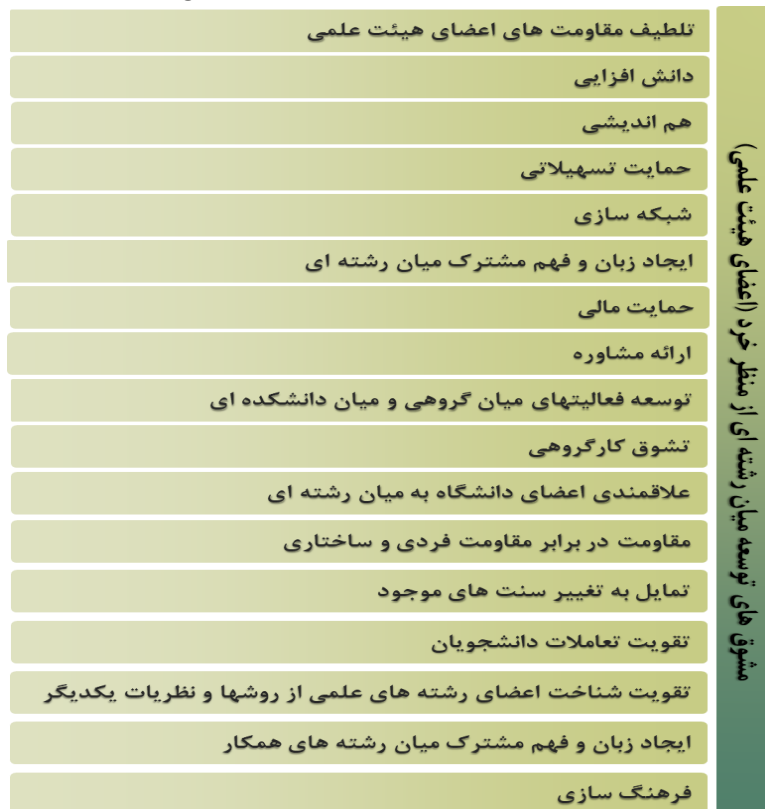 مشوق های توسعه میان رشته ای از منظر خرد (اعضای هیئت علمی)
تلطیف مقاومت های اعضای هیئت علمی
دانش افزایی
هم اندیشی
حمایت تسهیلاتی
شبکه سازی
ایجاد زبان و فهم مشترک میان رشته ای
حمایت مالی
ارائه مشاوره
توسعه فعالیتهای میان گروهی و میان دانشکده ای
تشوق کارگروهی
علاقمندی اعضای دانشگاه به میان رشته ای
مقاومت در برابر مقاومت فردی و ساختاری
تمایل به تغییر سنت های موجود
تقویت تعاملات دانشجویان
تقویت شناخت اعضای رشته های علمی از روشها و نظریات یکدیگر
ایجاد زبان و فهم مشترک میان رشته های همکار
فرهنگ سازی